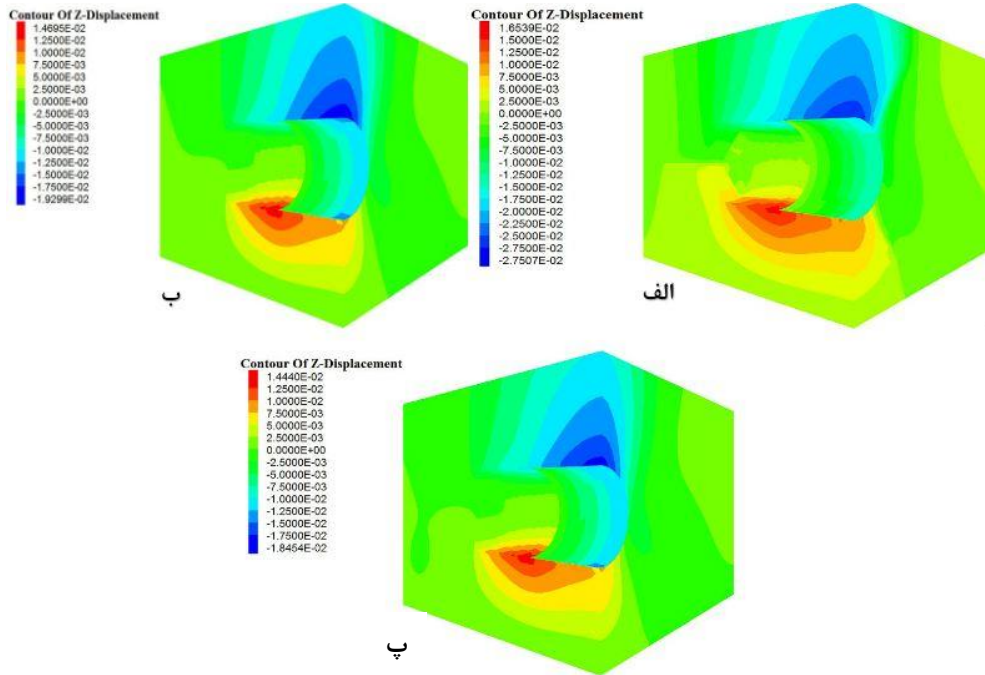 Contour Of Z-Displacement
1.4695E-02
1.2500E-02
1.0000E-02
7.5000E-03
5.0000E-03
2.5000E-03
0.0000E+00
-2.5000E-03
-5.0000E-03
-7.5000E-03
-1.0000E-02
-1.2500E-02
-1.5000E-02
-1.7500E-02
-1.9299E-02
ب
Contour Of Z-Displacement
1.6539E-02
1.5000E-02
1.2500E-02
1.0000E-02
7.5000E-03
5.0000E-03
2.5000E-03
0.0000E+00
-2.5000E-03
-5.0000E-03
-7.5000E-03
-1.0000E-02
-1.2500E-02
-1.5000E-02
-1.7500E-02
-2.0000E-02
-2.2500E-02
-2.5000E-02
-2.7500E-02
-2.7507E-02
الف
Contour Of Z-Displacement
1.4440E-02
1.2500E-02
1.0000E-02
7.5000E-03
5.0000E-03
2.5000E-03
0.0000E+00
-2.5000E-03
-5.0000E-03
-7.5000E-03
-1.0000E-02
-1.2500E-02
-1.5000E-02
-1.7500E-02
-1.8454E-02
پ